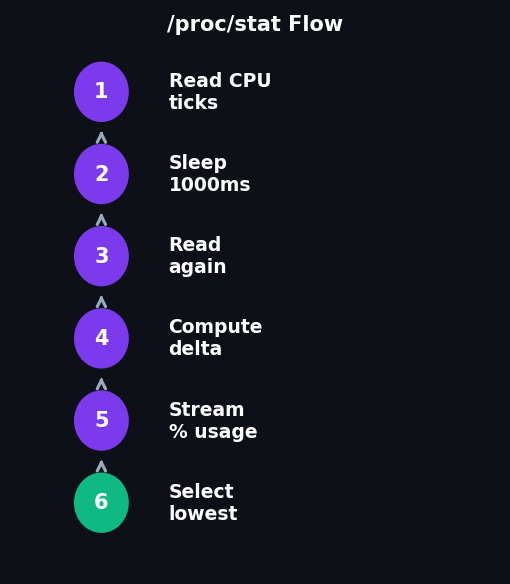 /proc/stat Flow
1
Read CPU
ticks
2
Sleep
1000ms
3
Read
again
4
Compute
delta
5
Stream
% usage
6
Select
lowest